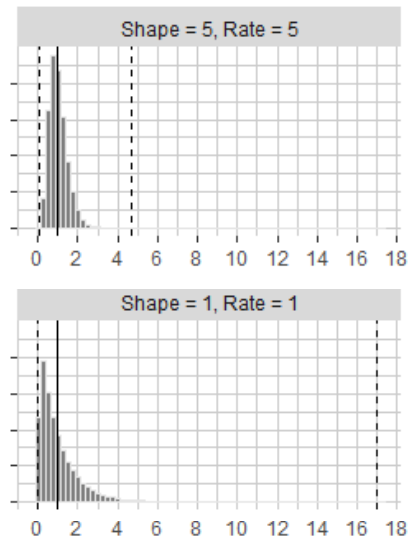 Shape = 5, Rate = 5
0 2 4 6 8 10 12 14 16 18
Shape = 1, Rate = 1
0 2 4 6 8 10 12 14 16 18